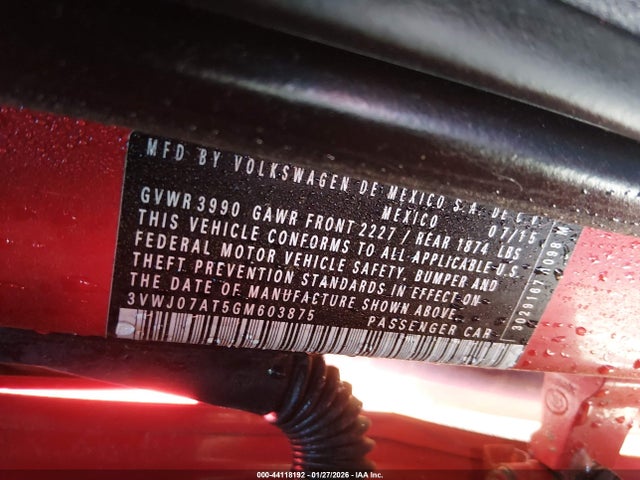 MFD BY VOLKSWAGEN DE MEXICO S.A. DE C.V.
MEXICO 07/15
GVWR 3990 GAWR FRONT 2227 / REAR 1874 LBS
THIS VEHICLE CONFORMS TO ALL APPLICABLE U.S.
FEDERAL MOTOR VEHICLE SAFETY, BUMPER AND
THEFT PREVENTION STANDARDS IN EFFECT ON
THE DATE OF MANUFACTURE SHOWN ABOVE.
3VWJ07AT5GM603875 PASSENGER CAR
3029167 A098 M
000-44118192 — 01/27/2026 — IAA Inc.